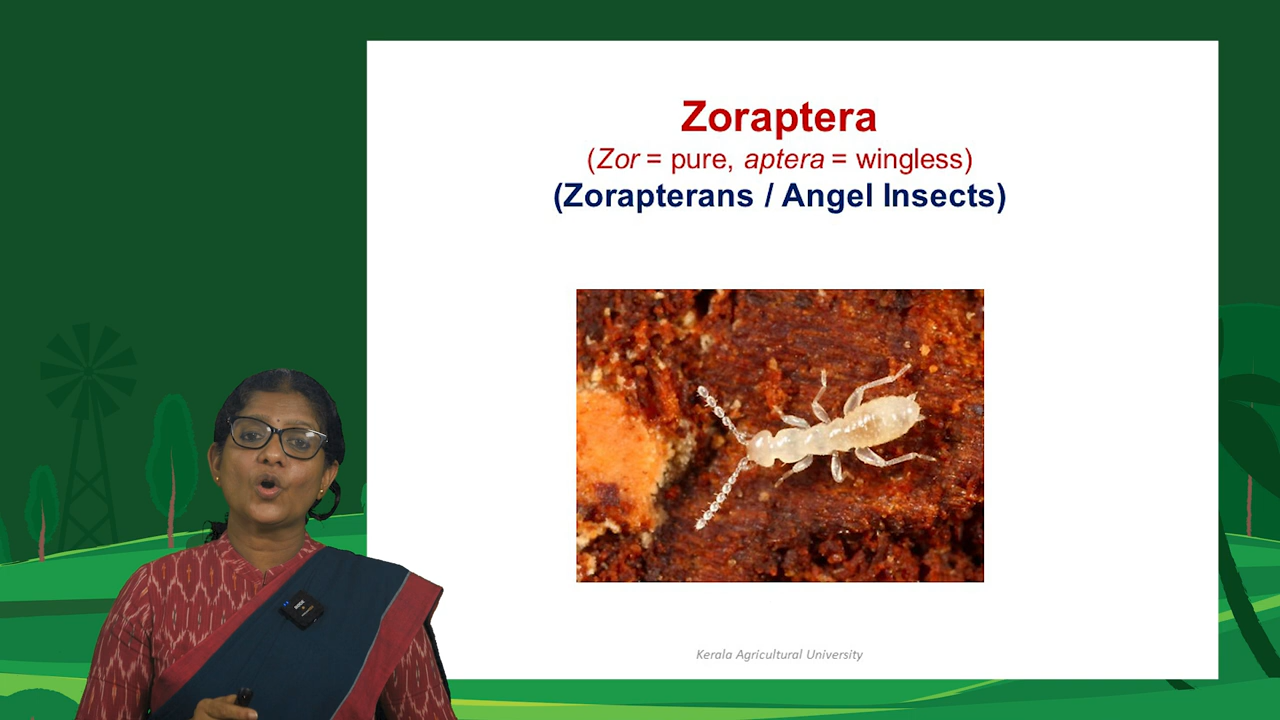 Zoraptera
(Zor = pure, aptera = wingless)
(Zorapterans / Angel Insects)
Kerala Agricultural University